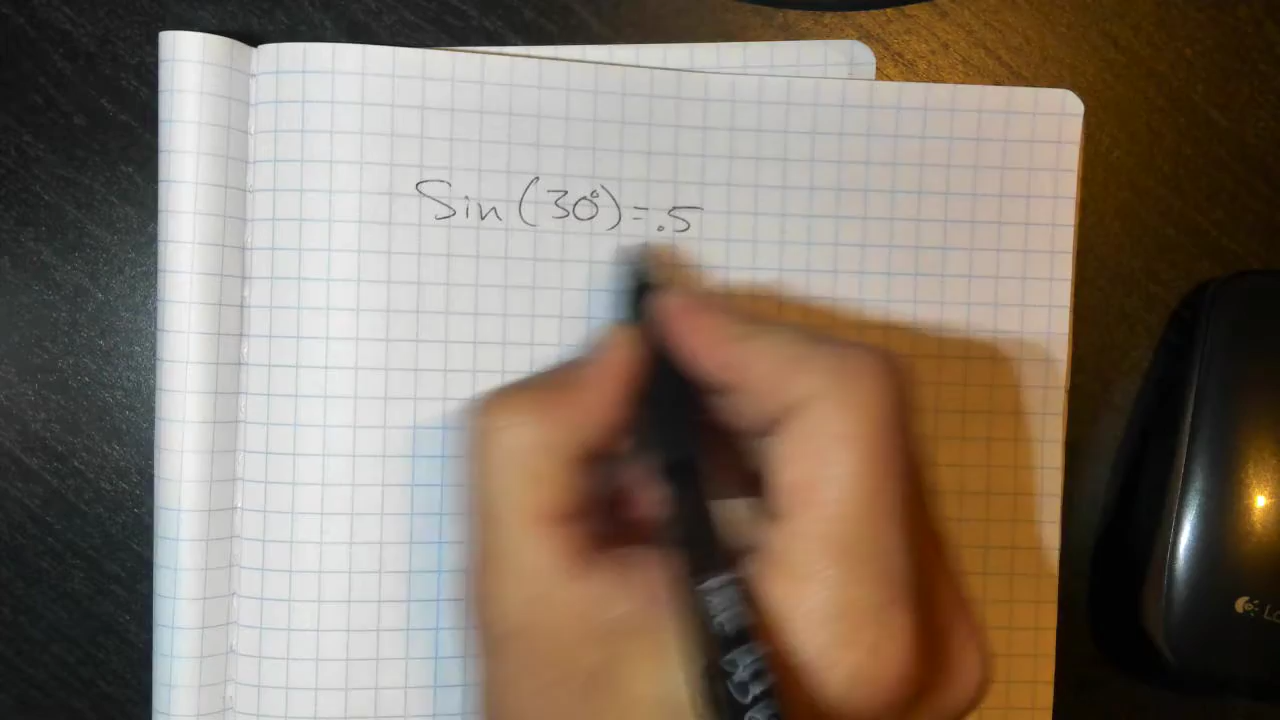 Sin (30°) = .5